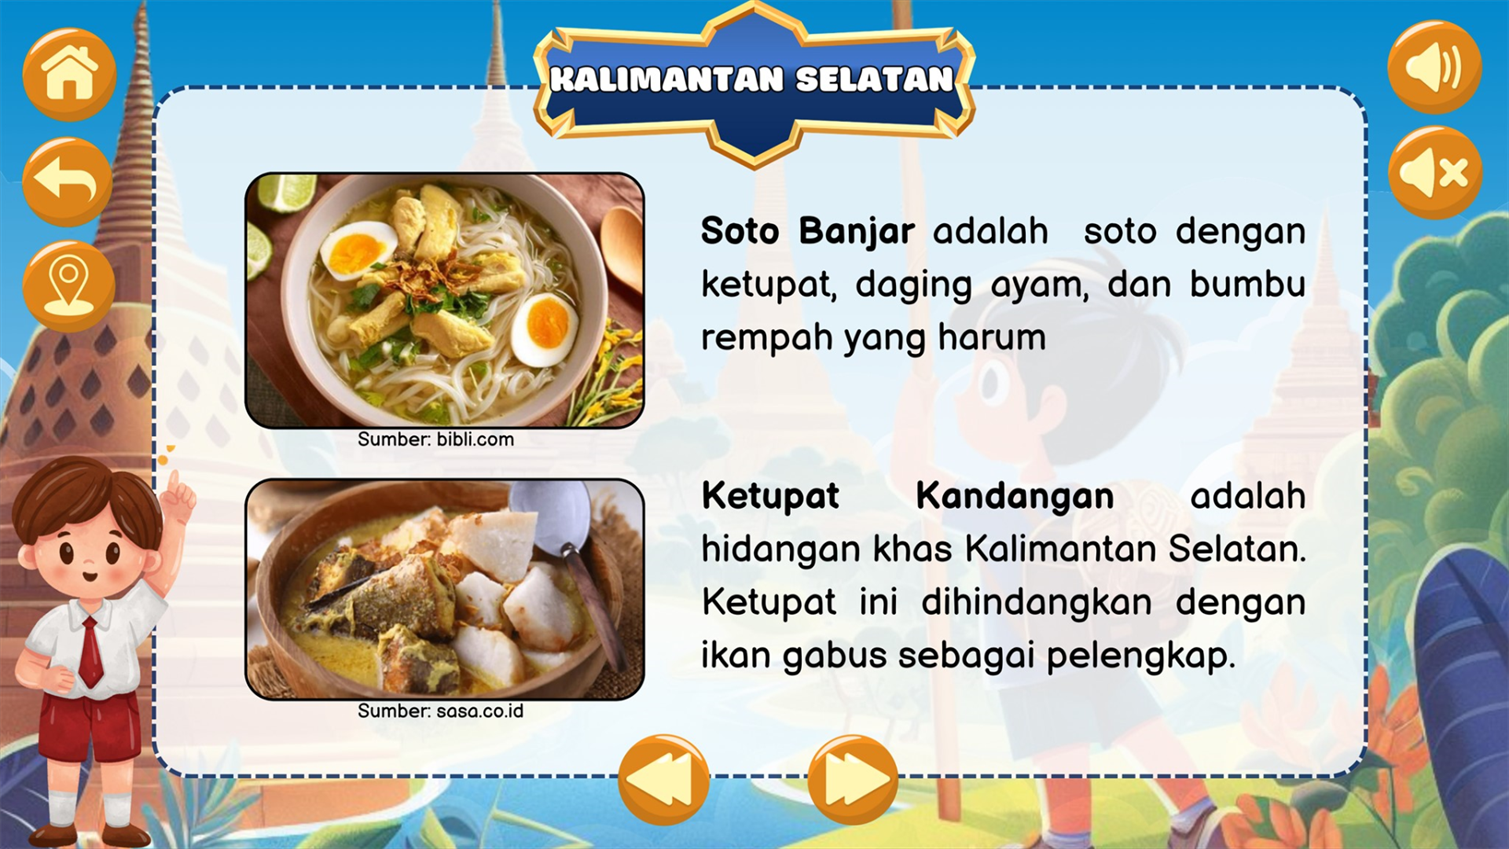 KALIMANTAN SELATAN
Soto Banjar adalah soto dengan
ketupat, daging ayam, dan bumbu
rempah yang harum
Sumber: bibli.com
Ketupat Kandangan adalah
hidangan khas Kalimantan Selatan.
Ketupat ini dihindangkan dengan
ikan gabus sebagai pelengkap.
Sumber: sasa.co.id